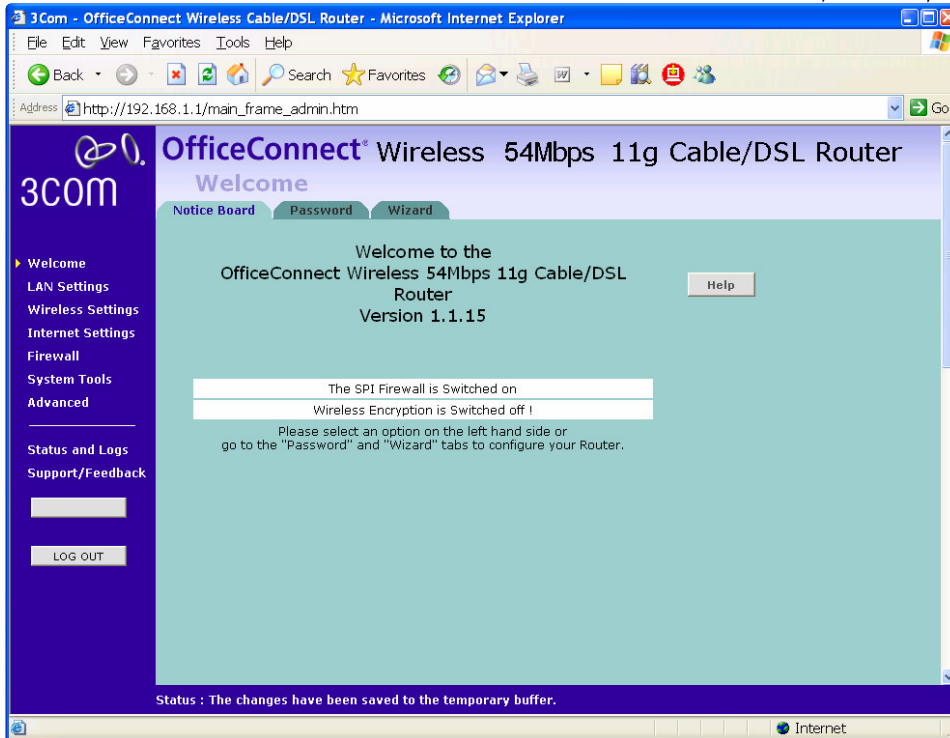 3Com - OfficeConnect Wireless Cable/DSL Router - Microsoft Internet Explorer
File Edit View Favorites Tools Help
Back Search Favorites
Address http://192.168.1.1/main_frame_admin.htm Go
3COM
OfficeConnect® Wireless 54Mbps 11g Cable/DSL Router
Welcome
Notice Board Password Wizard
Welcome
LAN Settings
Wireless Settings
Internet Settings
Firewall
System Tools
Advanced
Status and Logs
Support/Feedback
LOG OUT
Welcome to the
OfficeConnect Wireless 54Mbps 11g Cable/DSL
Router
Version 1.1.15
Help
The SPI Firewall is Switched on
Wireless Encryption is Switched off !
Please select an option on the left hand side or
go to the "Password" and "Wizard" tabs to configure your Router.
Status : The changes have been saved to the temporary buffer.
Internet